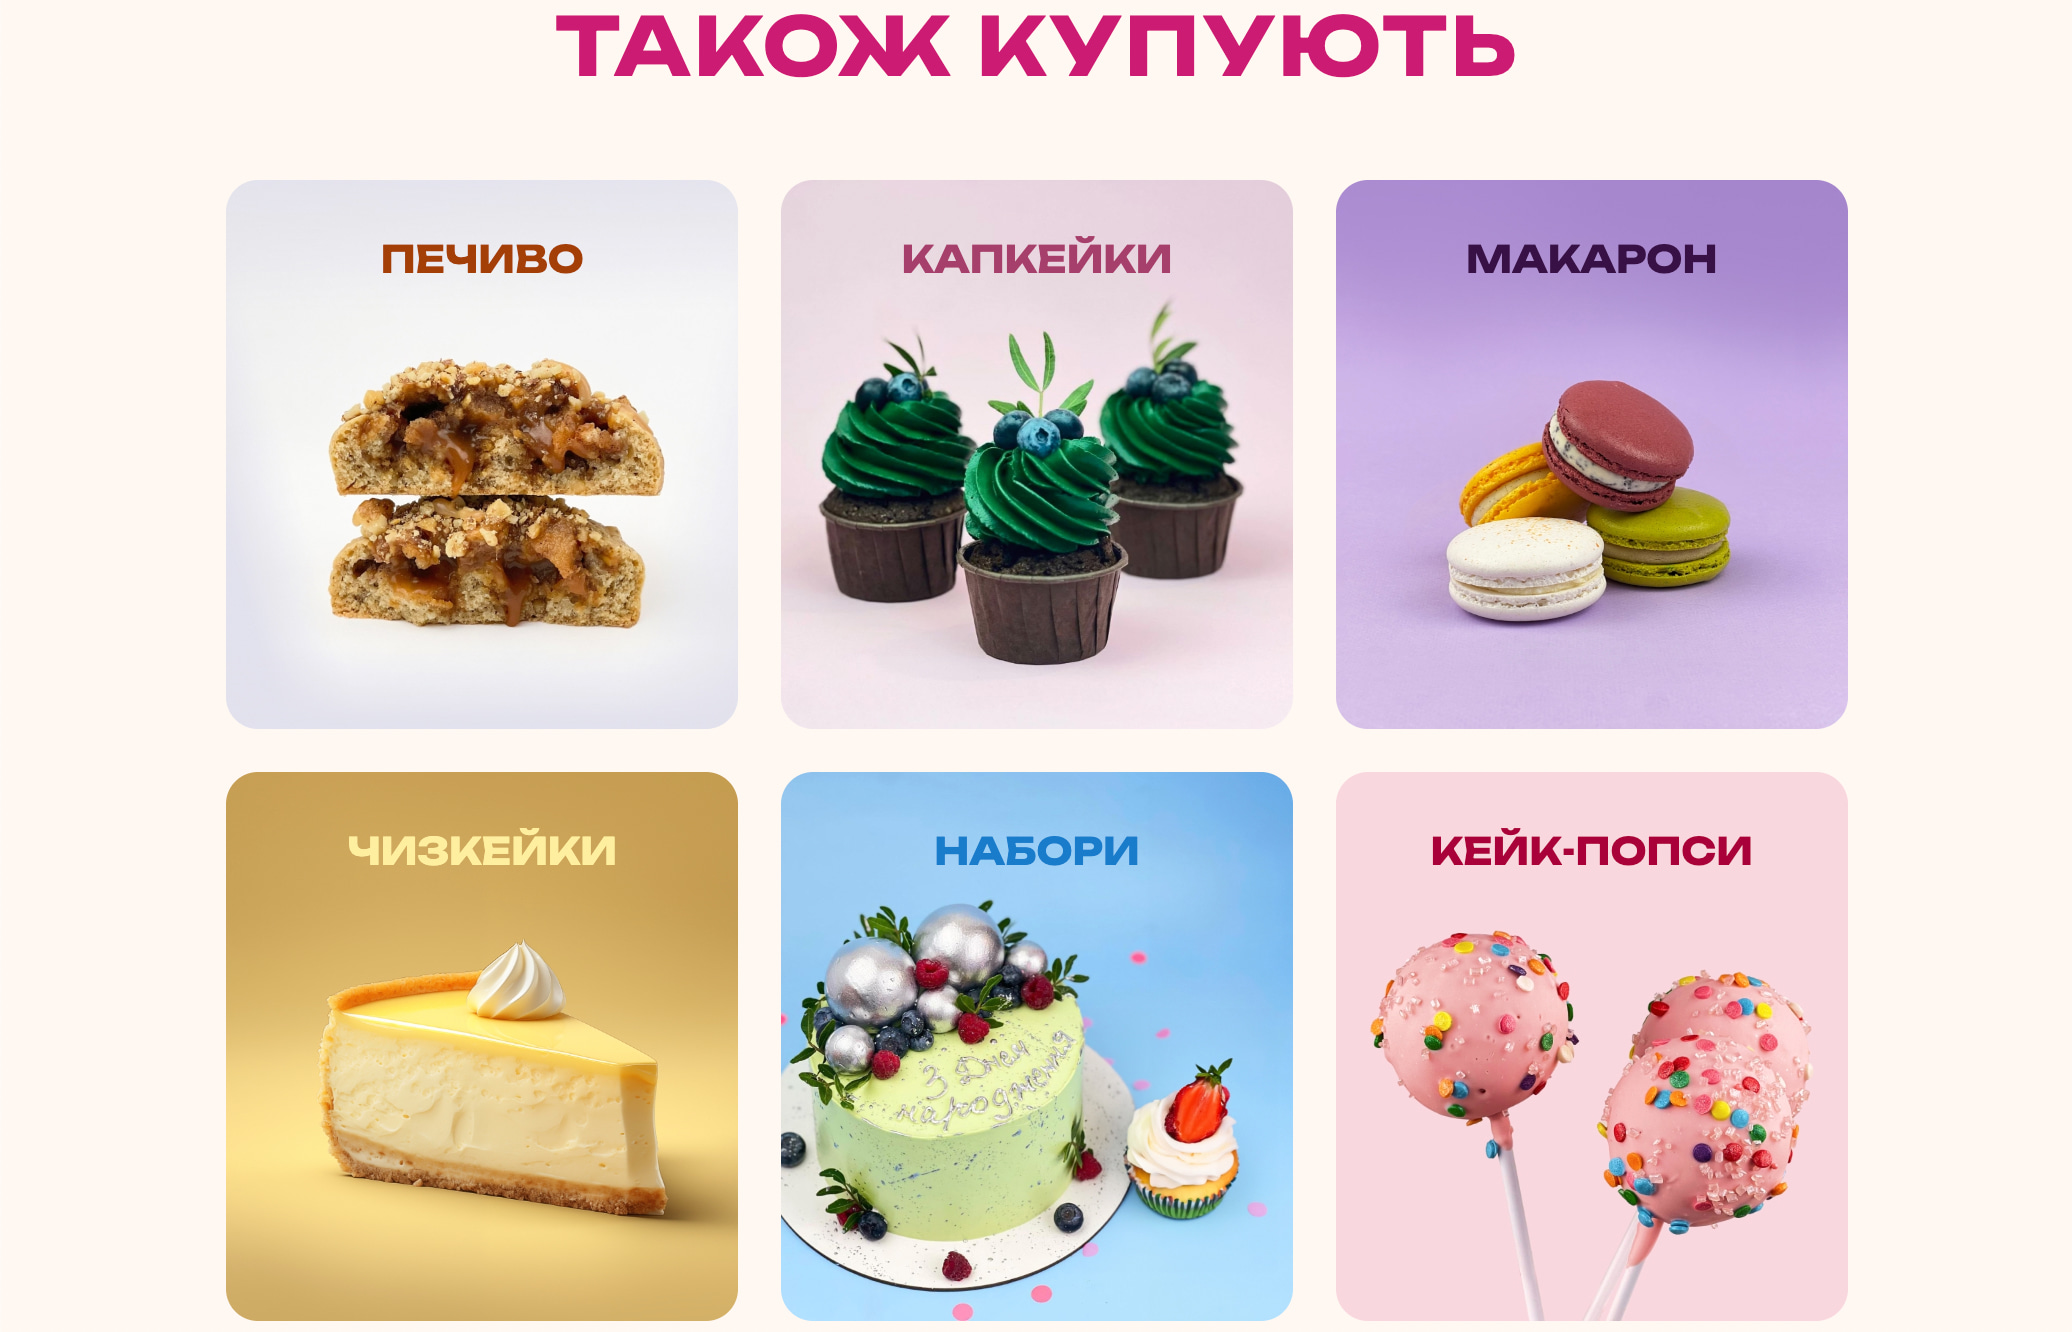 ТАКОЖ КУПУЮТЬ
ПЕЧИВО
КАПКЕЙКИ
МАКАРОН
ЧИЗКЕЙКИ
НАБОРИ
КЕЙК-ПОПСИ
З Днем
народження